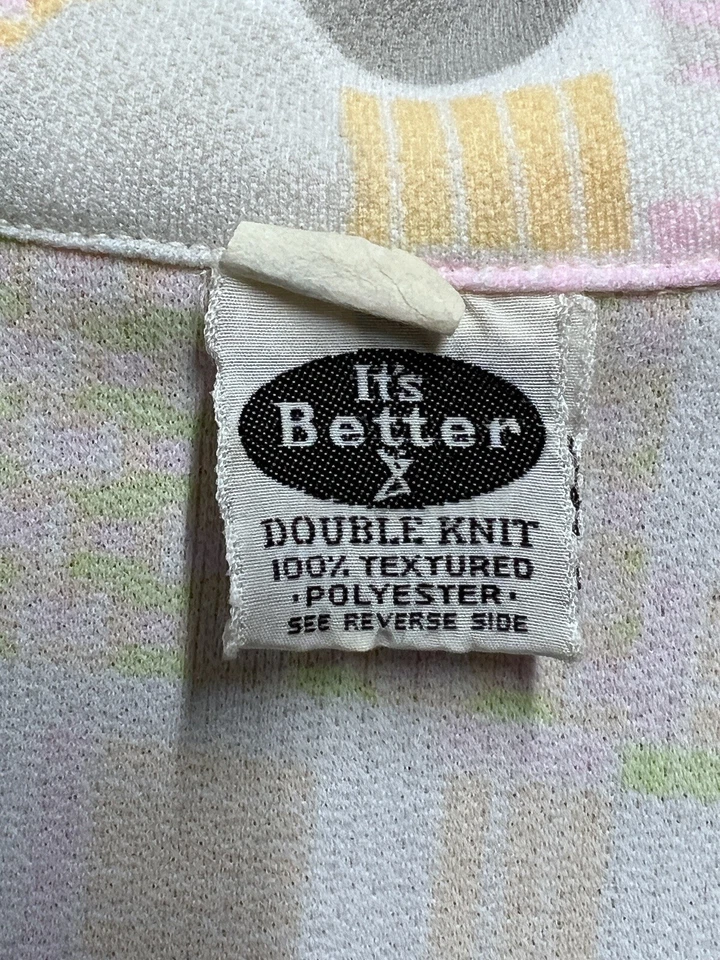 It's
Better
X
DOUBLE KNIT
100% TEXTURED
·POLYESTER·
SEE REVERSE SIDE